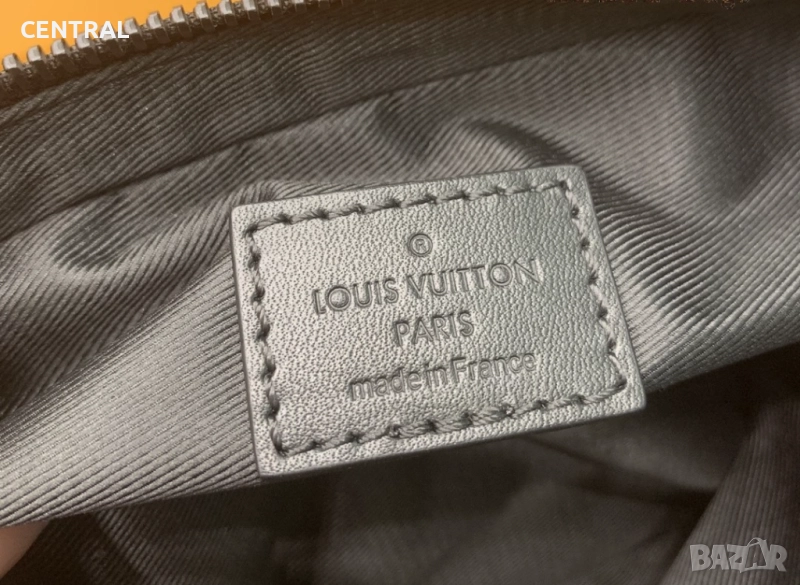 CENTRAL
®
LOUIS VUITTON
PARIS
made in France
BAZAR